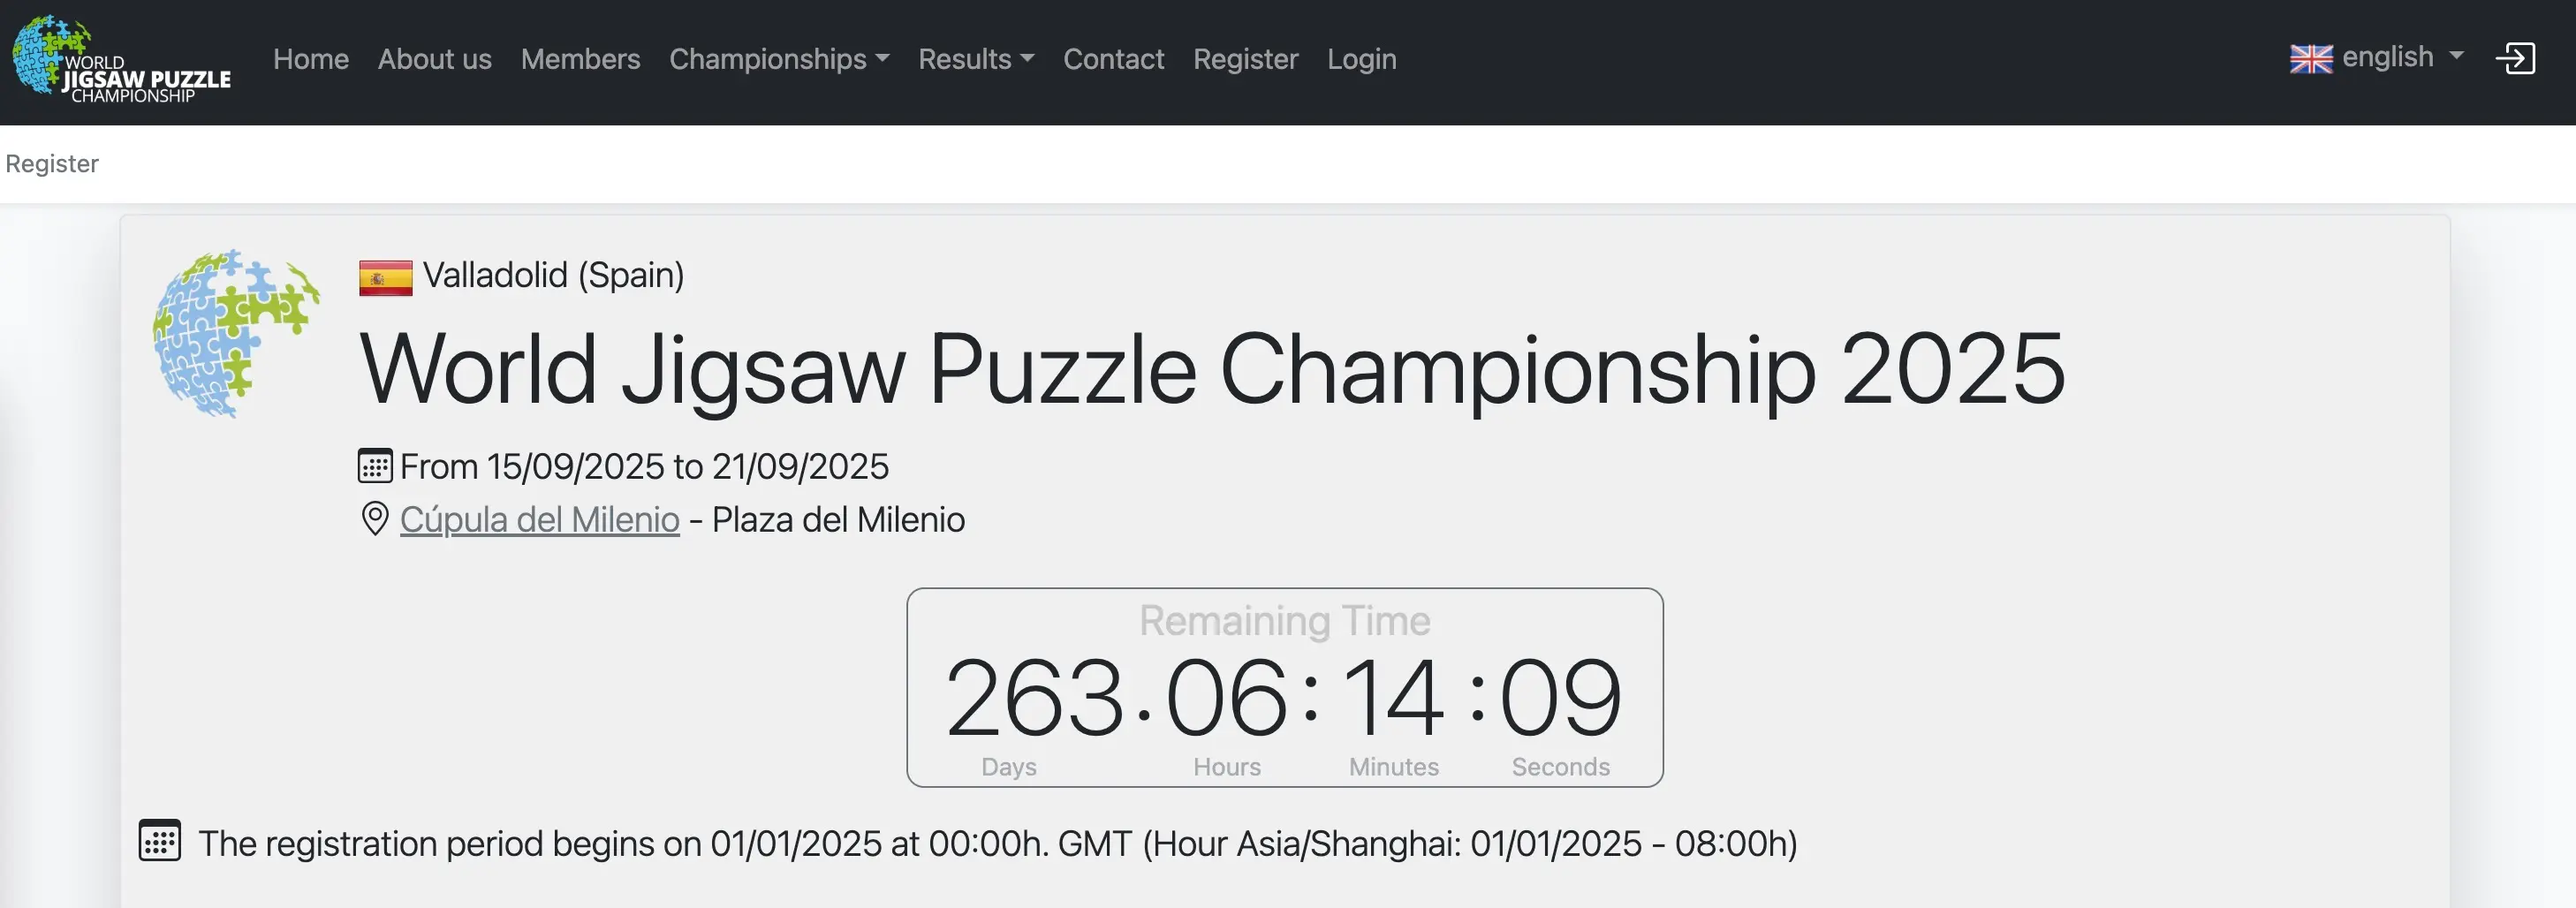 WORLD
JIGSAW PUZZLE
CHAMPIONSHIP
Home About us Members Championships Results Contact Register Login
english
Register
Valladolid (Spain)
World Jigsaw Puzzle Championship 2025
From 15/09/2025 to 21/09/2025
Cúpula del Milenio - Plaza del Milenio
Remaining Time
263.06:14:09
Days Hours Minutes Seconds
The registration period begins on 01/01/2025 at 00:00h. GMT (Hour Asia/Shanghai: 01/01/2025 - 08:00h)